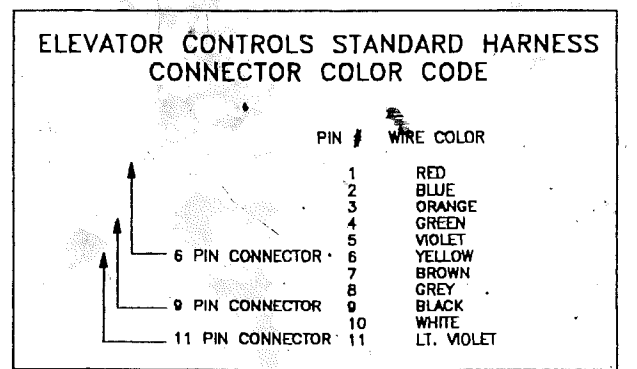 ELEVATOR CONTROLS STANDARD HARNESS
CONNECTOR COLOR CODE
PIN # WIRE COLOR
1 RED
2 BLUE
3 ORANGE
4 GREEN
5 VIOLET
6 PIN CONNECTOR 6 YELLOW
7 BROWN
8 GREY
9 PIN CONNECTOR 9 BLACK
10 WHITE
11 PIN CONNECTOR 11 LT. VIOLET